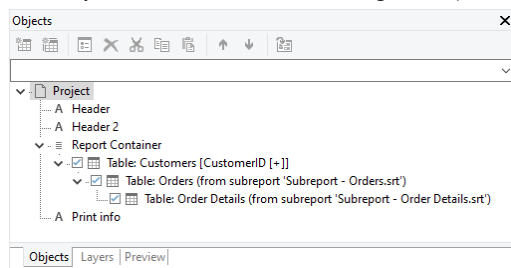 Objects
Project
A Header
A Header 2
Report Container
Table: Customers [CustomerID [+]]
Table: Orders (from subreport 'Subreport - Orders.srt')
Table: Order Details (from subreport 'Subreport - Order Details.srt')
A Print info
Objects Layers Preview